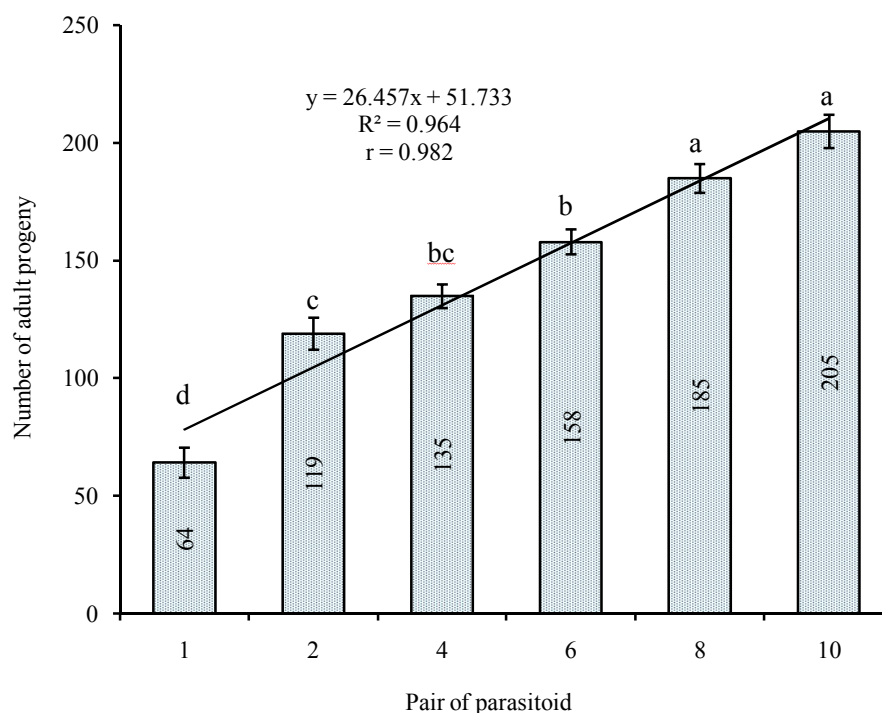 250
200
150
100
50
0
Number of adult progeny
y = 26.457x + 51.733
R² = 0.964
r = 0.982
d
c
bc
b
a
a
64
119
135
158
185
205
1 2 4 6 8 10
Pair of parasitoid